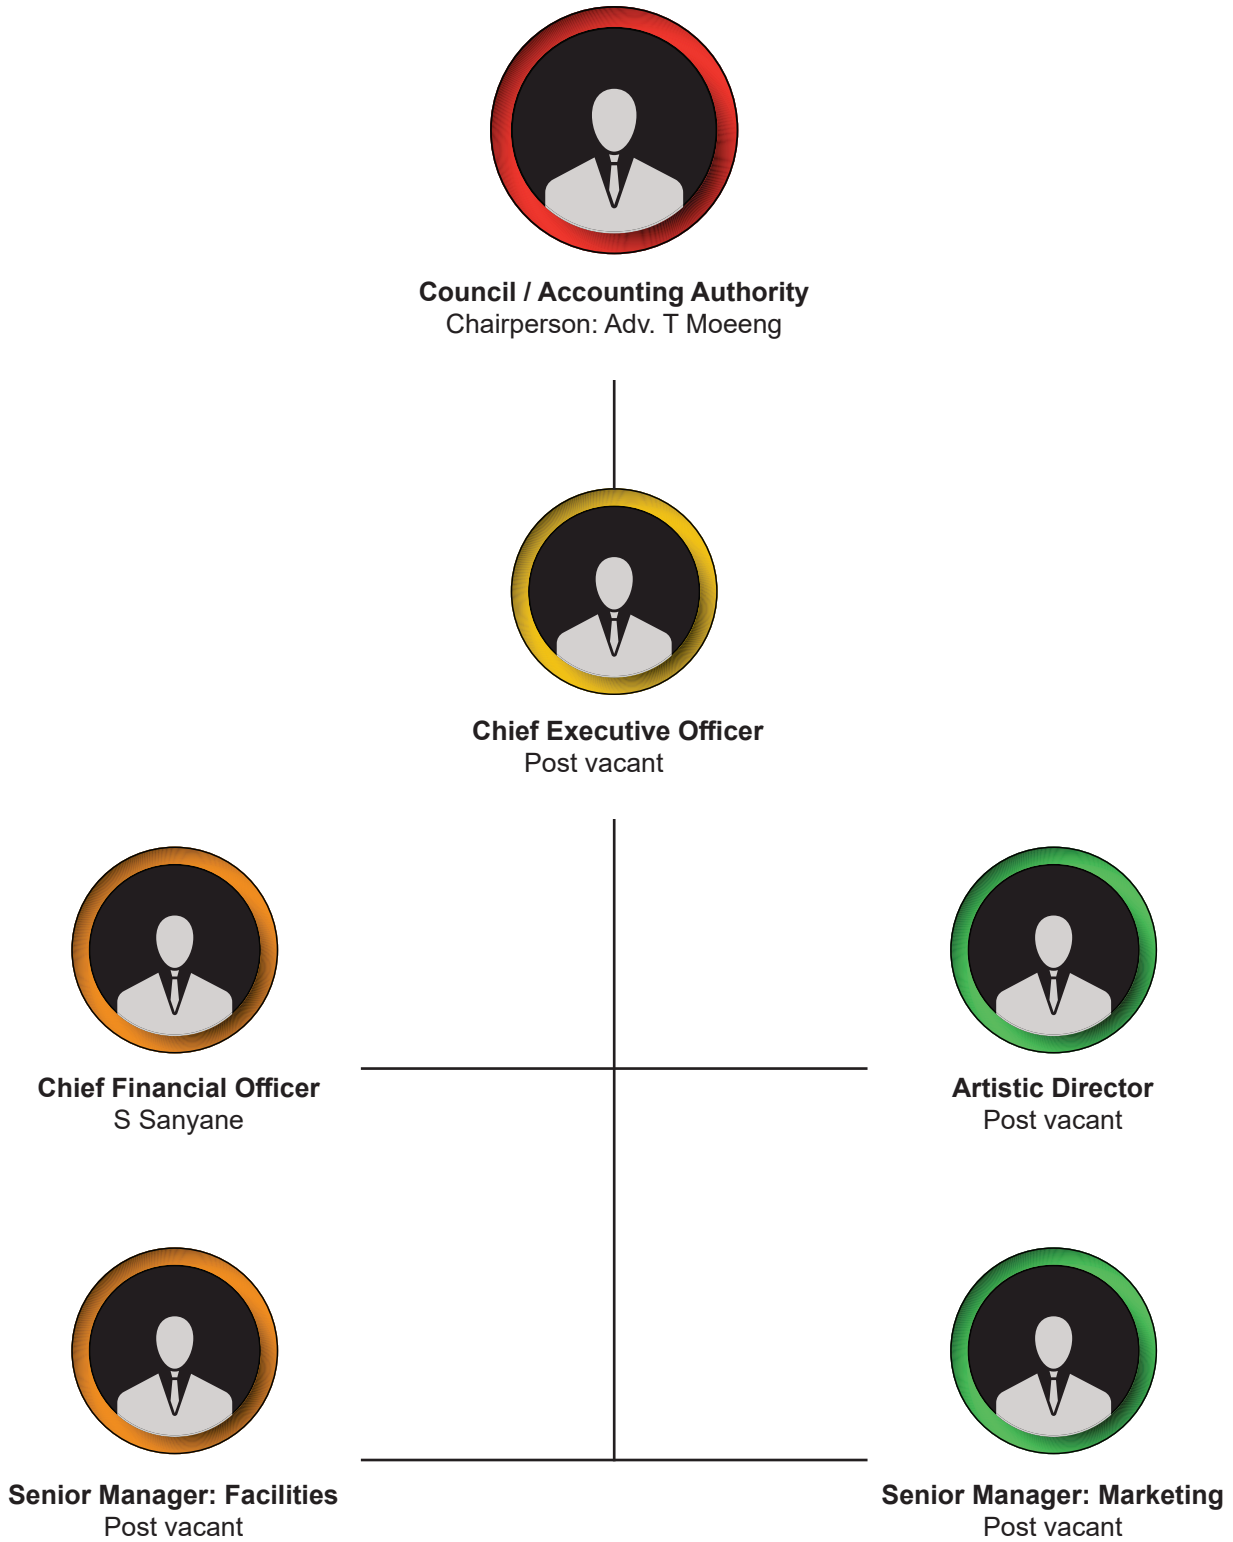 Council / Accounting Authority
Chairperson: Adv. T Moeeng
Chief Executive Officer
Post vacant
Chief Financial Officer
S Sanyane
Artistic Director
Post vacant
Senior Manager: Facilities
Post vacant
Senior Manager: Marketing
Post vacant